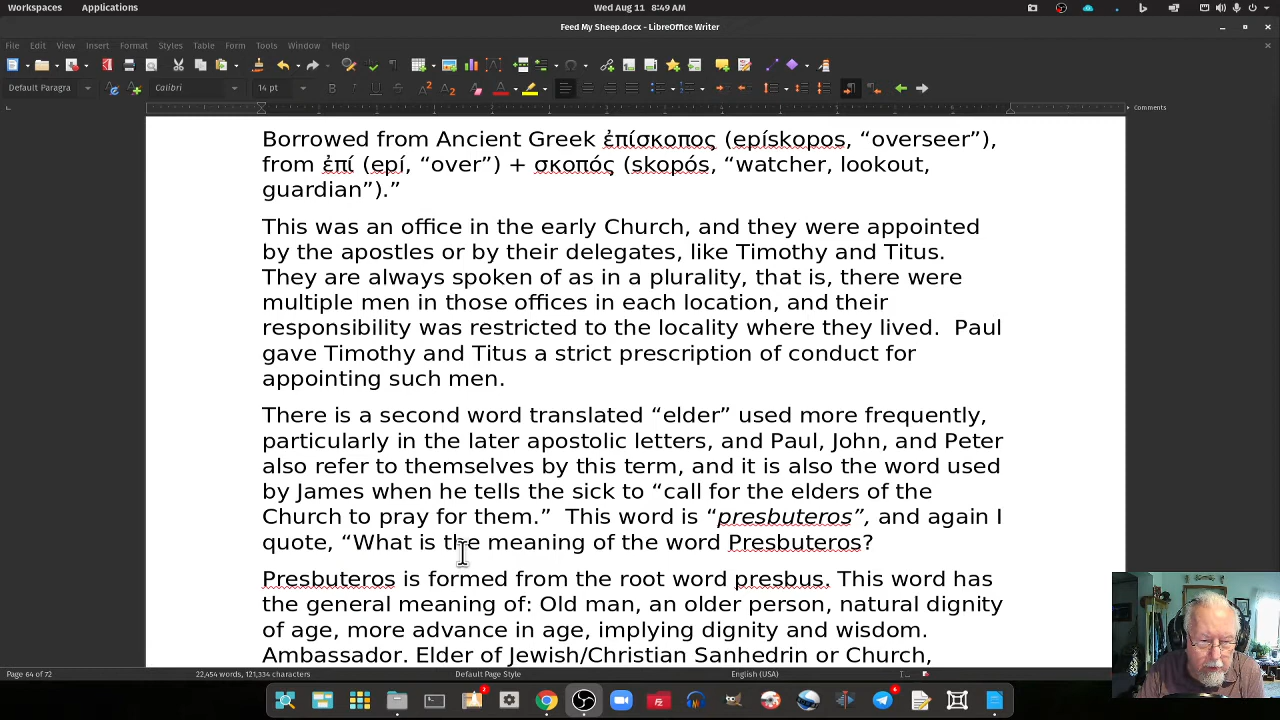 Workspaces Applications Wed Aug 11 8:49 AM
Feed My Sheep.docx - LibreOffice Writer
File Edit View Insert Format Styles Table Form Tools Window Help
Default Paragra Calibri 14 pt
Comments
Borrowed from Ancient Greek ἐπίσκοπος (epískopos, “overseer”),
from ἐπί (epí, “over”) + σκοπός (skopós, “watcher, lookout,
guardian”).”
This was an office in the early Church, and they were appointed
by the apostles or by their delegates, like Timothy and Titus.
They are always spoken of as in a plurality, that is, there were
multiple men in those offices in each location, and their
responsibility was restricted to the locality where they lived.  Paul
gave Timothy and Titus a strict prescription of conduct for
appointing such men.
There is a second word translated “elder” used more frequently,
particularly in the later apostolic letters, and Paul, John, and Peter
also refer to themselves by this term, and it is also the word used
by James when he tells the sick to “call for the elders of the
Church to pray for them.”  This word is “presbuteros”, and again I
quote, “What is the meaning of the word Presbuteros?
Presbuteros is formed from the root word presbus. This word has
the general meaning of: Old man, an older person, natural dignity
of age, more advance in age, implying dignity and wisdom.
Ambassador. Elder of Jewish/Christian Sanhedrin or Church,
Page 64 of 72 22,454 words, 121,334 characters Default Page Style English (USA)